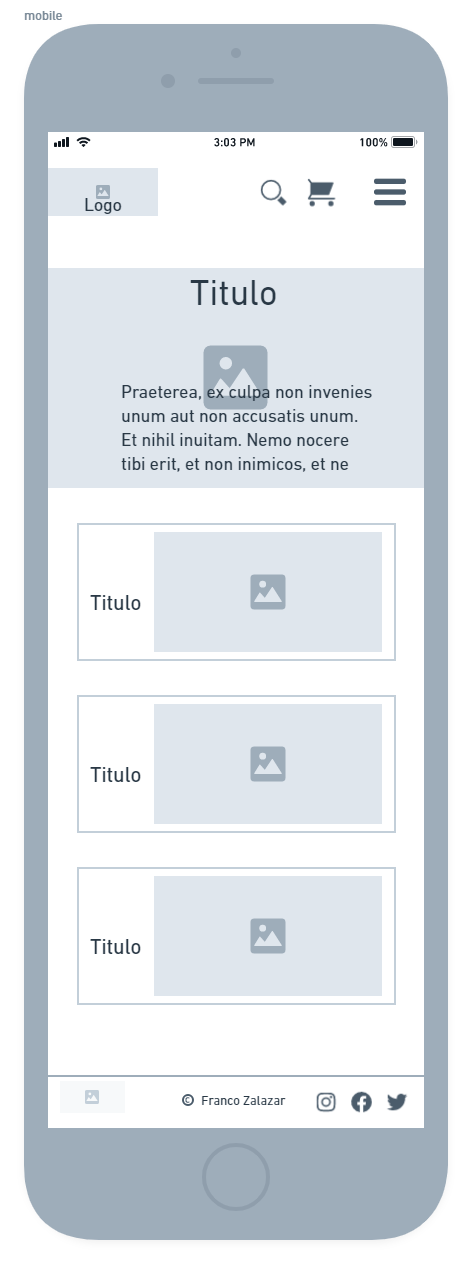 mobile
3:03 PM
100%
Logo
Titulo
Praeterea, ex culpa non invenies
unum aut non accusatis unum.
Et nihil inuitam. Nemo nocere
tibi erit, et non inimicos, et ne
Titulo
Titulo
Titulo
© Franco Zalazar